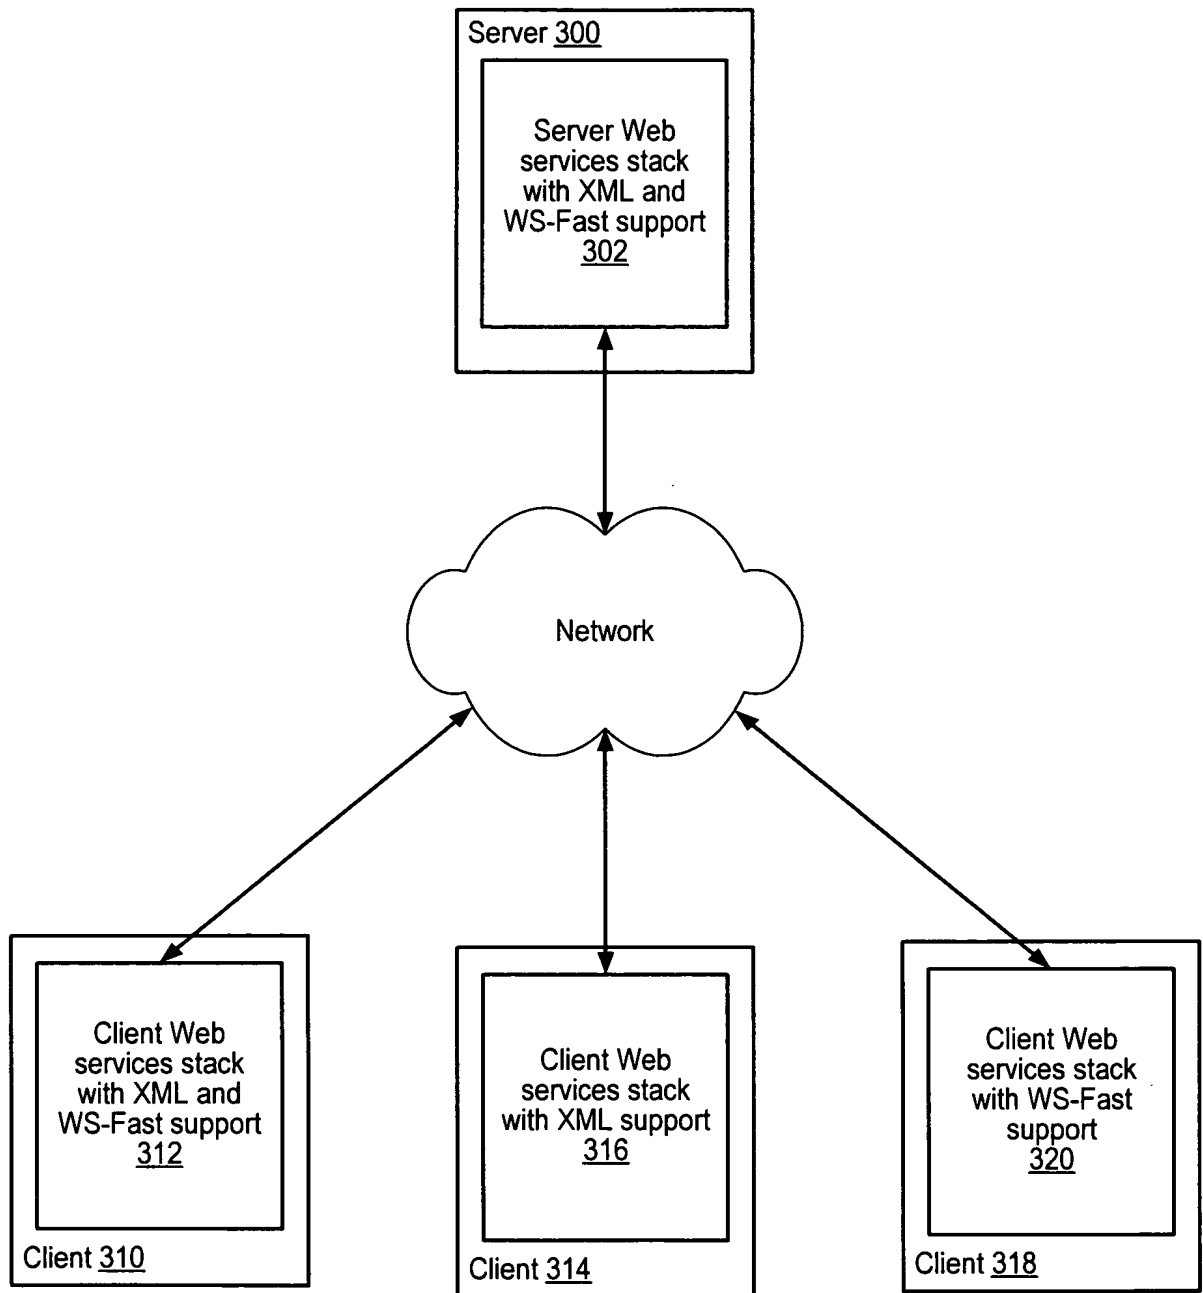 Server 300
Server Web
services stack
with XML and
WS-Fast support
302
Network
Client Web
services stack
with XML and
WS-Fast support
312
Client 310
Client Web
services stack
with XML support
316
Client 314
Client Web
services stack
with WS-Fast
support
320
Client 318